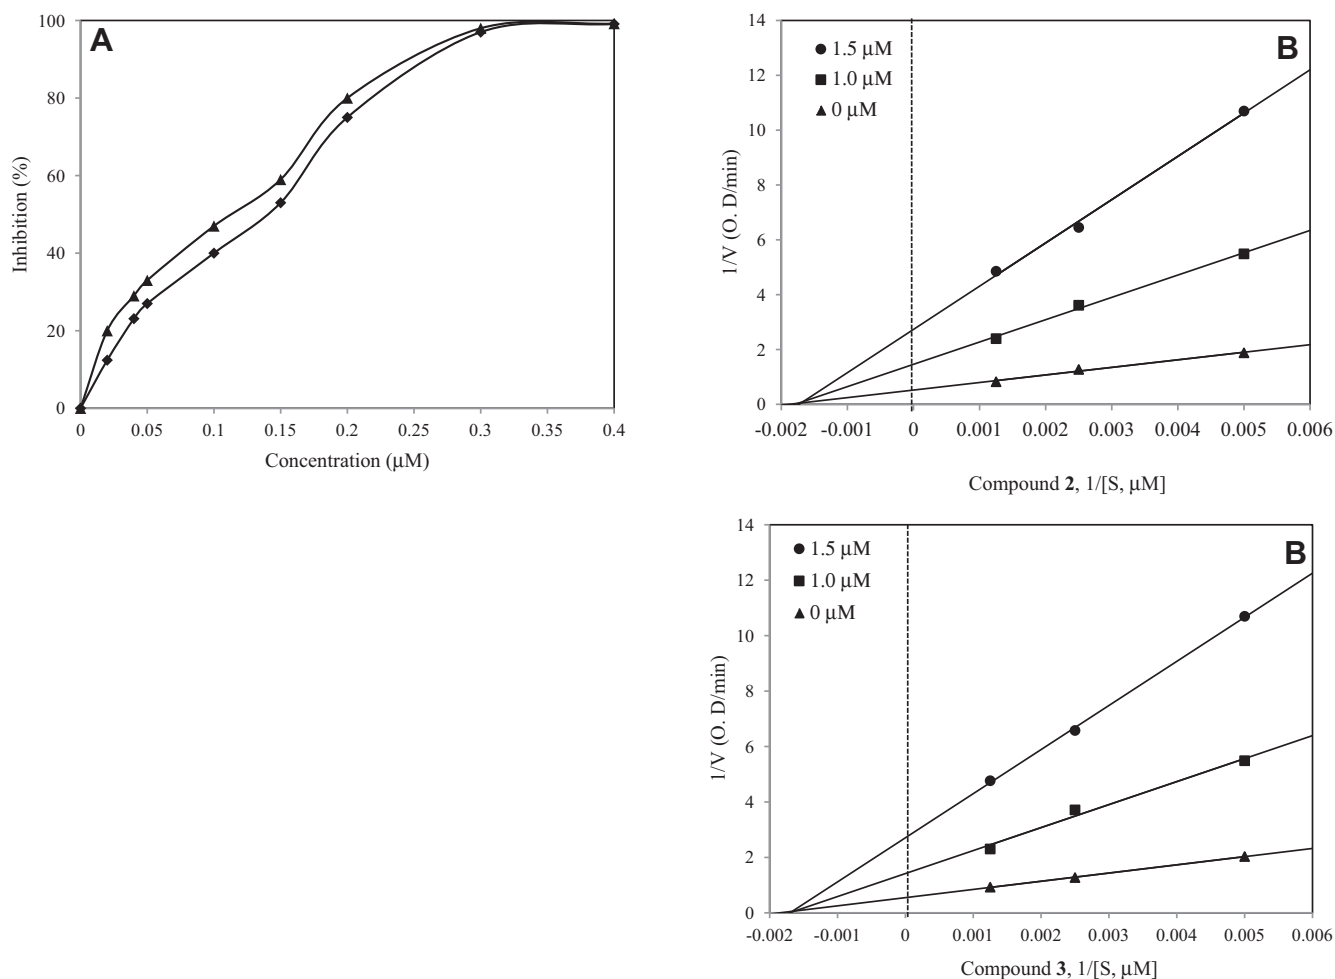 A
100
80
60
40
20
0
Inhibition (%)
0 0.05 0.1 0.15 0.2 0.25 0.3 0.35 0.4
Concentration (µM)
B
1.5 µM
1.0 µM
0 µM
14
12
10
8
6
4
2
0
1/V (O. D/min)
-0.002 -0.001 0 0.001 0.002 0.003 0.004 0.005 0.006
Compound 2, 1/[S, µM]
B
1.5 µM
1.0 µM
0 µM
14
12
10
8
6
4
2
0
1/V (O. D/min)
-0.002 -0.001 0 0.001 0.002 0.003 0.004 0.005 0.006
Compound 3, 1/[S, µM]